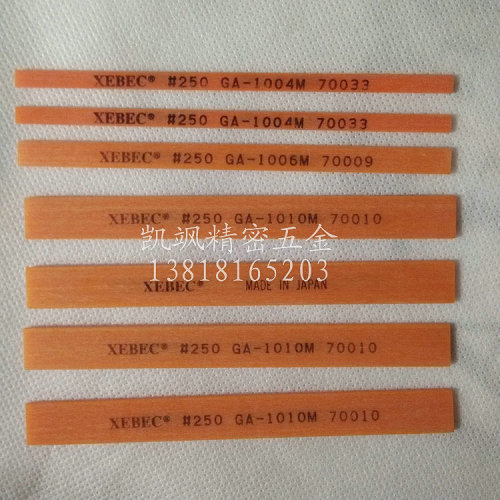 XEBEC® #250 GA-1004M 70033
XEBEC® #250 GA-1004M 70033
XEBEC® #250 GA-1006M 70009
XEBEC® #250 GA-1010M 70010
凯飒精密五金
13818165203
XEBEC® MADE IN JAPAN
XEBEC® #250 GA-1010M 70010
XEBEC® #250 GA-1010M 70010